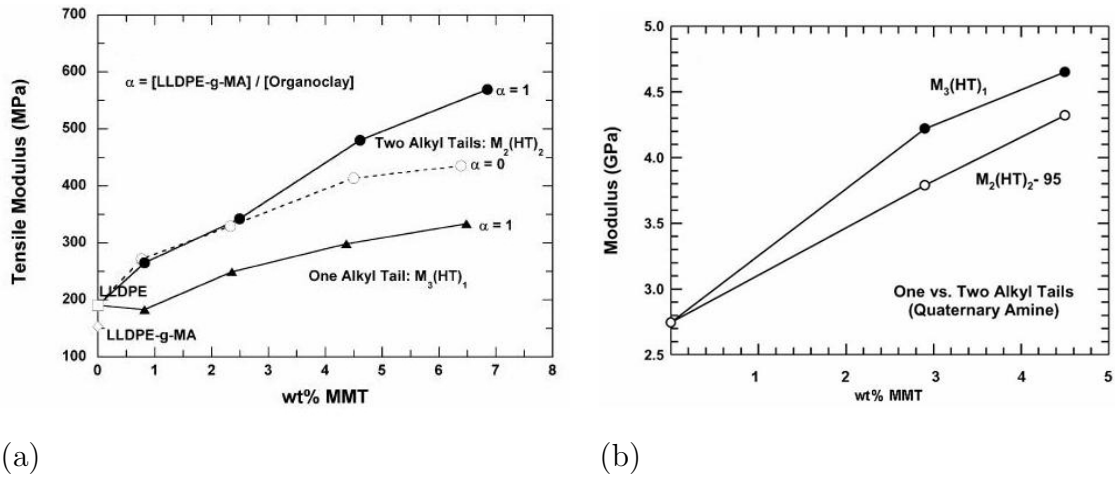 700
600
500
400
300
200
100
Tensile Modulus (MPa)
α = [LLDPE-g-MA] / [Organoclay]
α = 1
Two Alkyl Tails: M₂(HT)₂
α = 0
α = 1
One Alkyl Tail: M₃(HT)₁
LLDPE
LLDPE-g-MA
0 1 2 3 4 5 6 7 8
wt% MMT
(a)
5.0
4.5
4.0
3.5
3.0
2.5
Modulus (GPa)
M₃(HT)₁
M₂(HT)₂- 95
One vs. Two Alkyl Tails
(Quaternary Amine)
1 2 3 4 5
wt% MMT
(b)